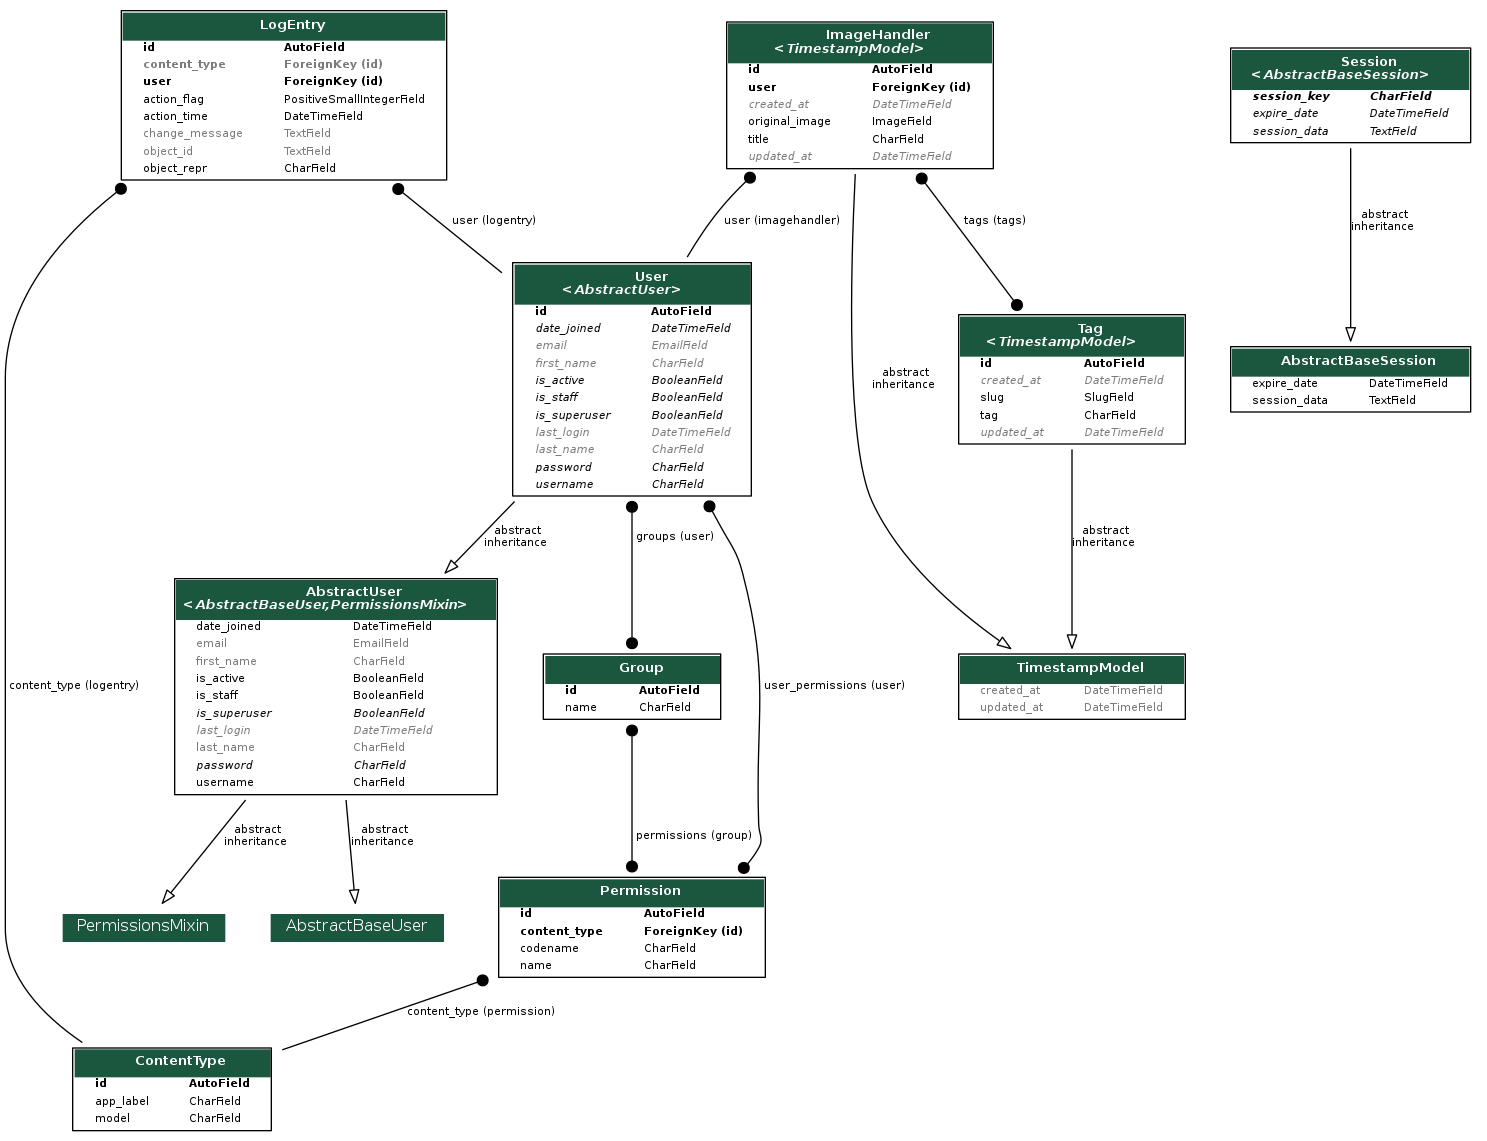 LogEntry
id AutoField
content_type ForeignKey (id)
user ForeignKey (id)
action_flag PositiveSmallIntegerField
action_time DateTimeField
change_message TextField
object_id TextField
object_repr CharField
ImageHandler
<TimestampModel>
id AutoField
user ForeignKey (id)
created_at DateTimeField
original_image ImageField
title CharField
updated_at DateTimeField
Session
<AbstractBaseSession>
session_key CharField
expire_date DateTimeField
session_data TextField
user (logentry)
user (imagehandler)
tags (tags)
abstract
inheritance
User
<AbstractUser>
id AutoField
date_joined DateTimeField
email EmailField
first_name CharField
is_active BooleanField
is_staff BooleanField
is_superuser BooleanField
last_login DateTimeField
last_name CharField
password CharField
username CharField
abstract
inheritance
Tag
<TimestampModel>
id AutoField
created_at DateTimeField
slug SlugField
tag CharField
updated_at DateTimeField
AbstractBaseSession
expire_date DateTimeField
session_data TextField
abstract
inheritance
groups (user)
abstract
inheritance
AbstractUser
<AbstractBaseUser,PermissionsMixin>
date_joined DateTimeField
email EmailField
first_name CharField
is_active BooleanField
is_staff BooleanField
is_superuser BooleanField
last_login DateTimeField
last_name CharField
password CharField
username CharField
content_type (logentry)
Group
id AutoField
name CharField
user_permissions (user)
TimestampModel
created_at DateTimeField
updated_at DateTimeField
abstract
inheritance
abstract
inheritance
permissions (group)
PermissionsMixin
AbstractBaseUser
Permission
id AutoField
content_type ForeignKey (id)
codename CharField
name CharField
content_type (permission)
ContentType
id AutoField
app_label CharField
model CharField